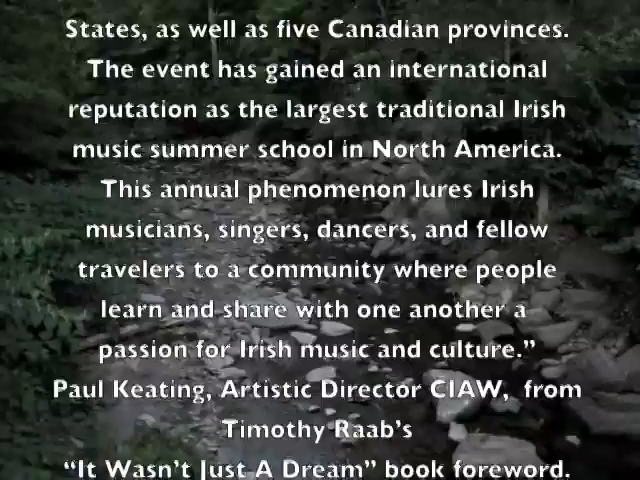 States, as well as five Canadian provinces.
The event has gained an international
reputation as the largest traditional Irish
music summer school in North America.
This annual phenomenon lures Irish
musicians, singers, dancers, and fellow
travelers to a community where people
learn and share with one another a
passion for Irish music and culture.”
Paul Keating, Artistic Director CIAW,  from
Timothy Raab’s
“It Wasn’t Just A Dream” book foreword.